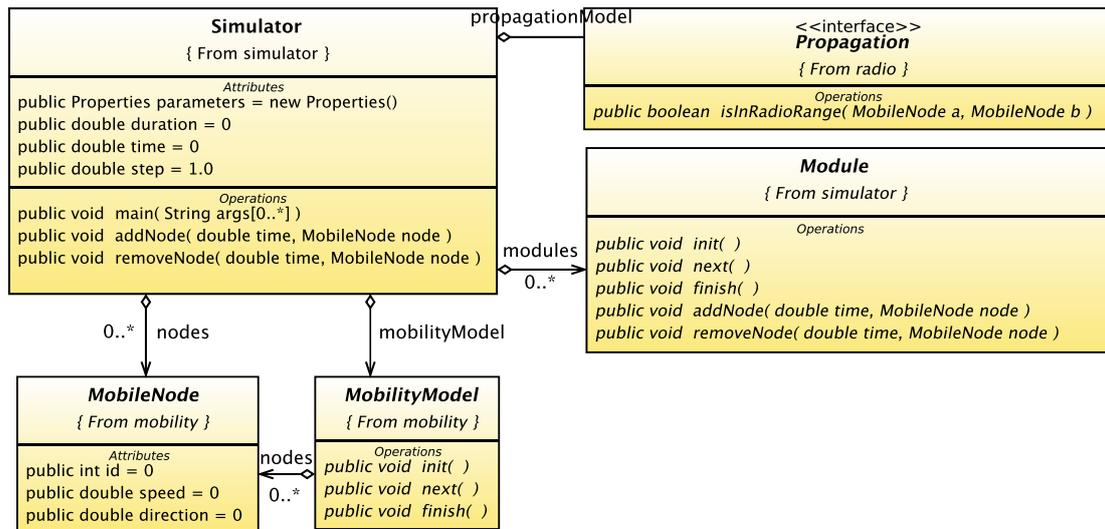 Simulator
{ From simulator }
Attributes
public Properties parameters = new Properties()
public double duration = 0
public double time = 0
public double step = 1.0
Operations
public void main( String args[0..*] )
public void addNode( double time, MobileNode node )
public void removeNode( double time, MobileNode node )
propagationModel
<<interface>>
Propagation
{ From radio }
Operations
public boolean isInRadioRange( MobileNode a, MobileNode b )
modules
0..*
Module
{ From simulator }
Operations
public void init( )
public void next( )
public void finish( )
public void addNode( double time, MobileNode node )
public void removeNode( double time, MobileNode node )
0..* nodes
mobilityModel
MobileNode
{ From mobility }
Attributes
public int id = 0
public double speed = 0
public double direction = 0
nodes
0..*
MobilityModel
{ From mobility }
Operations
public void init( )
public void next( )
public void finish( )